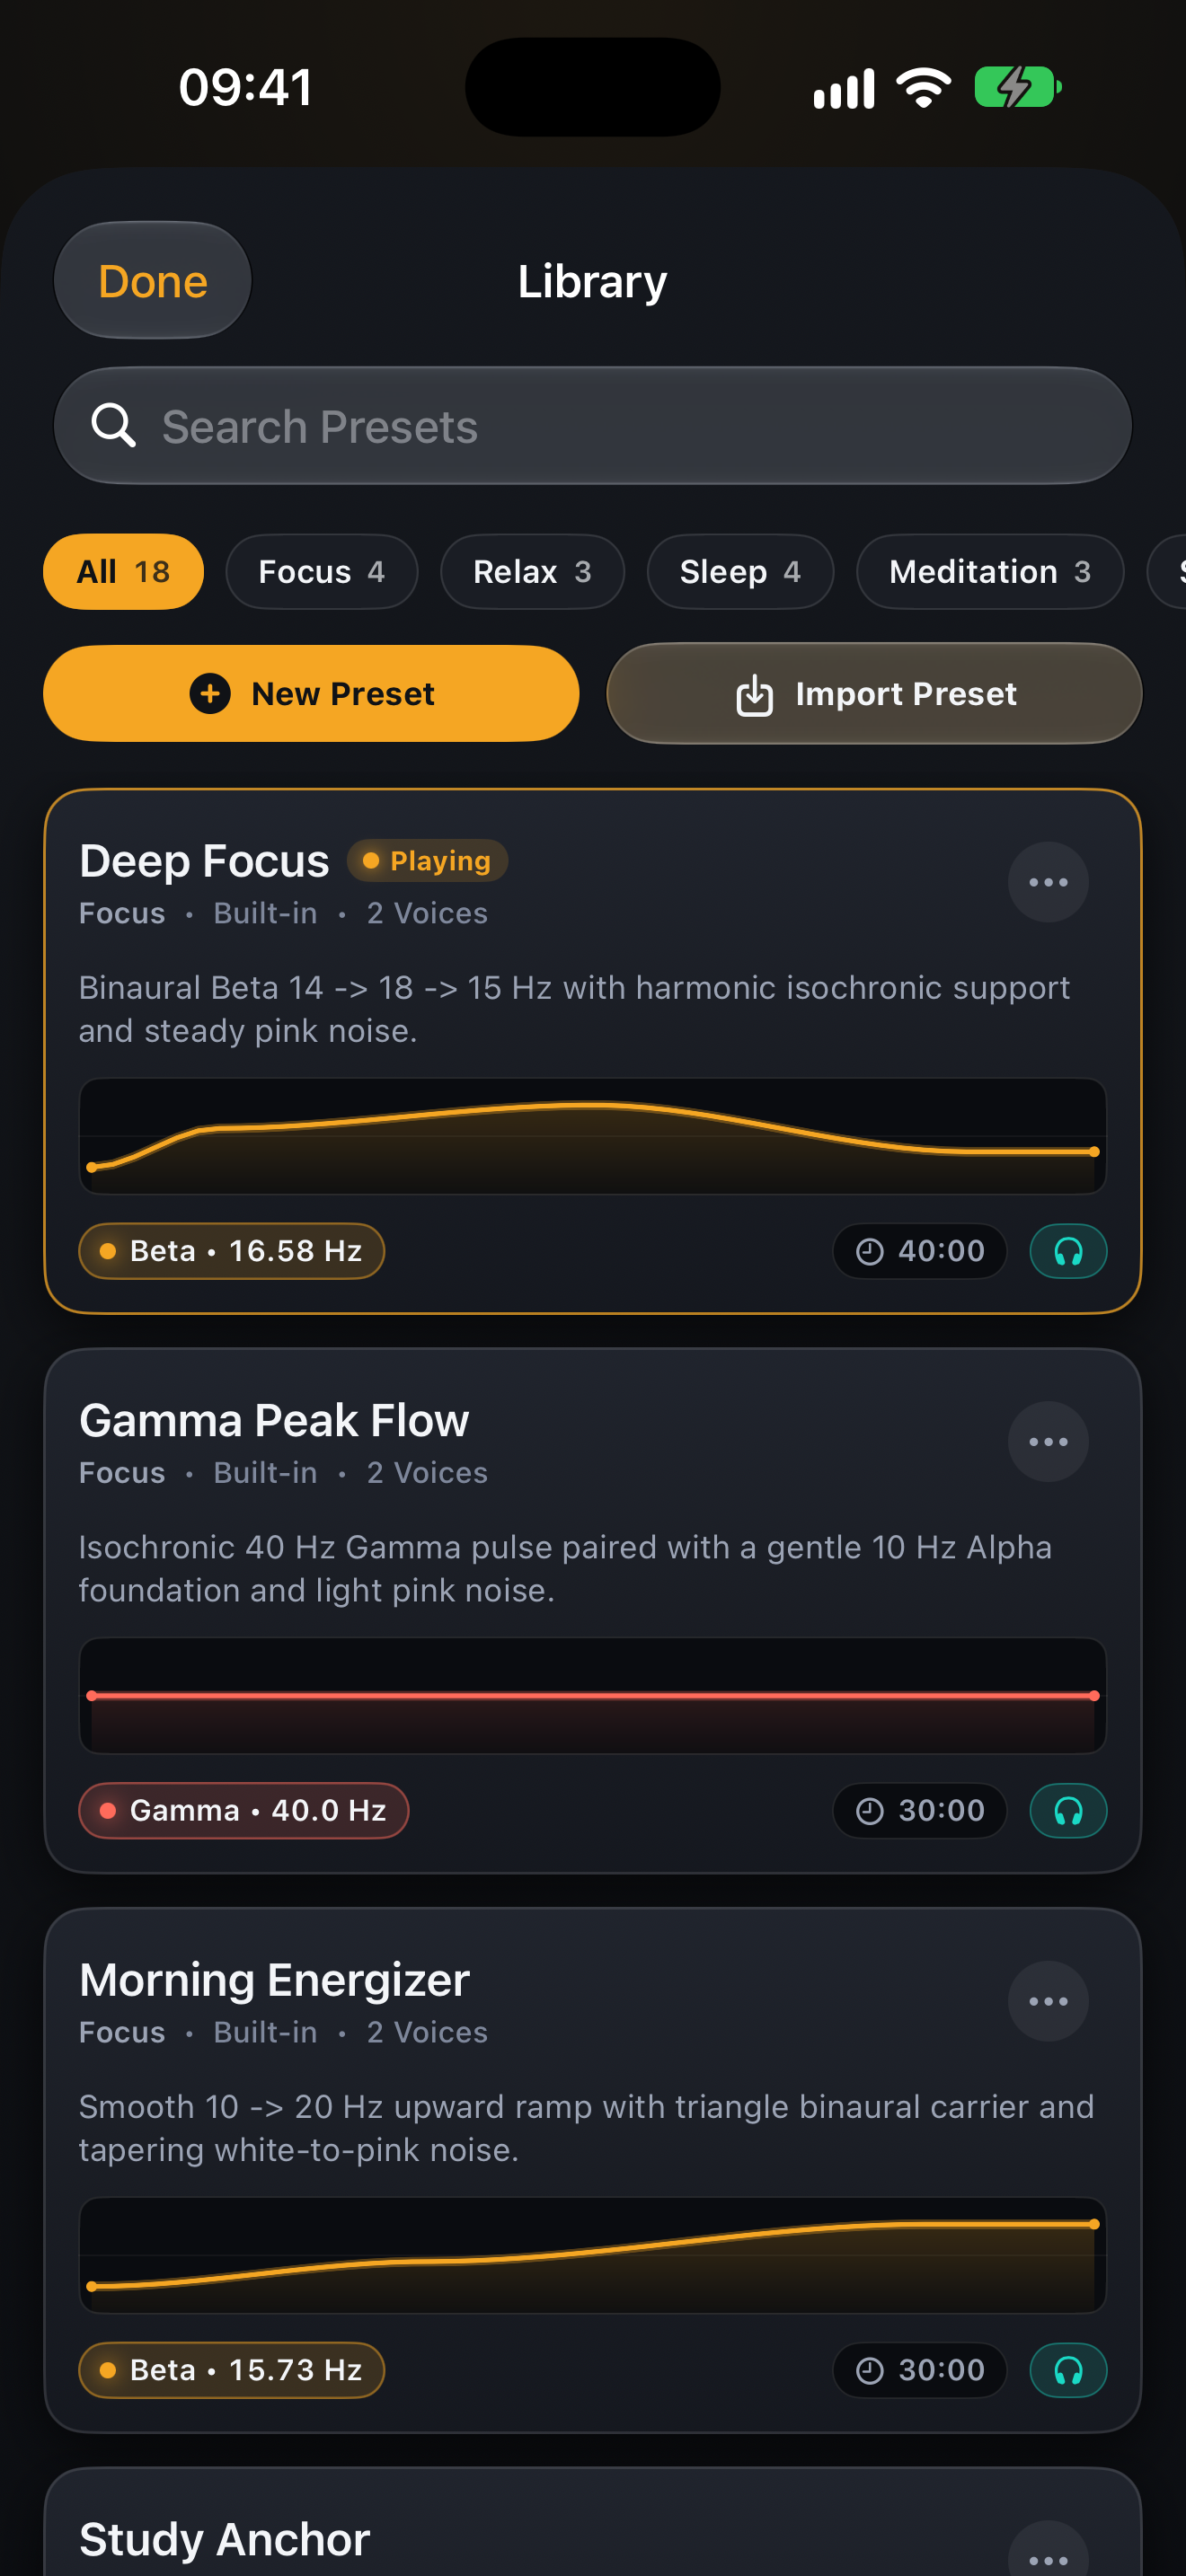 09:41
Done
Library
Search Presets
All 18
Focus 4
Relax 3
Sleep 4
Meditation 3
New Preset
Import Preset
Deep Focus
Playing
Focus • Built-in • 2 Voices
Binaural Beta 14 -> 18 -> 15 Hz with harmonic isochronic support
and steady pink noise.
Beta • 16.58 Hz
40:00
Gamma Peak Flow
Focus • Built-in • 2 Voices
Isochronic 40 Hz Gamma pulse paired with a gentle 10 Hz Alpha
foundation and light pink noise.
Gamma • 40.0 Hz
30:00
Morning Energizer
Focus • Built-in • 2 Voices
Smooth 10 -> 20 Hz upward ramp with triangle binaural carrier and
tapering white-to-pink noise.
Beta • 15.73 Hz
30:00
Study Anchor